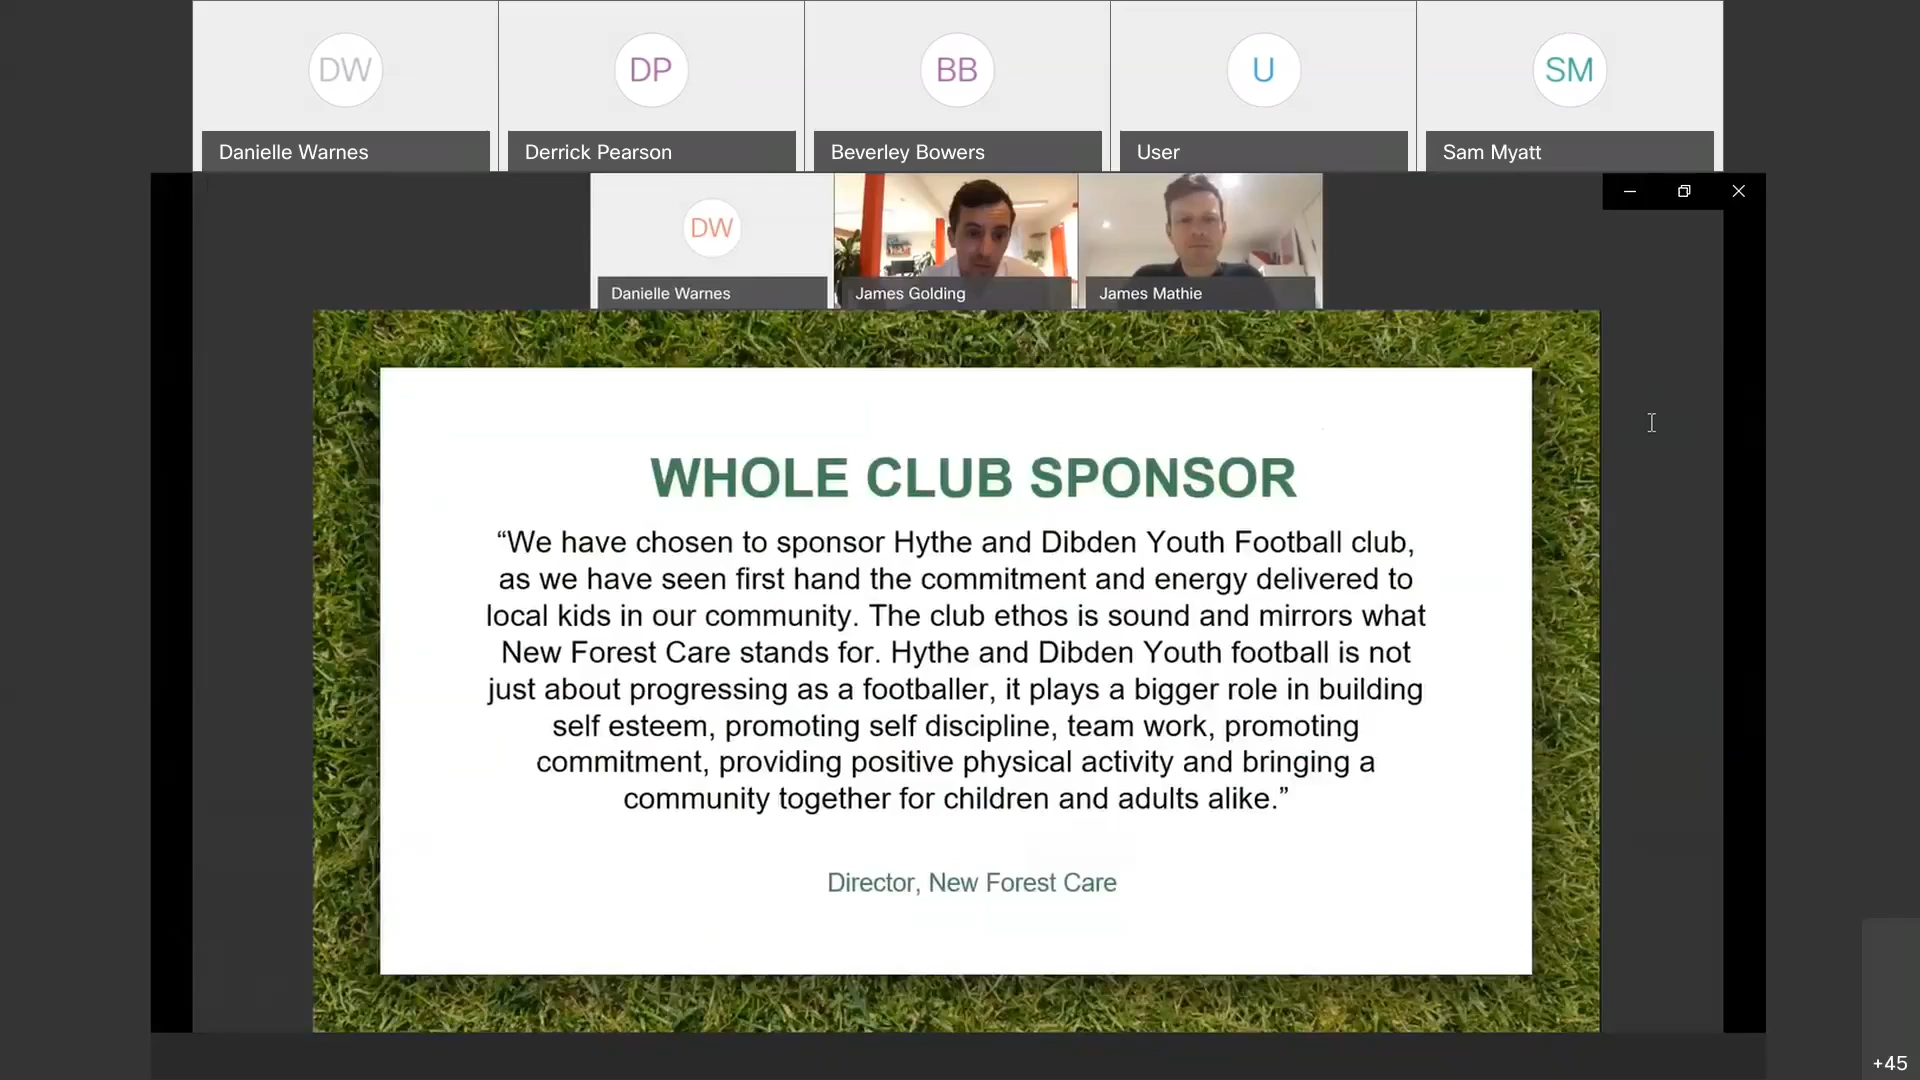 DW
DP
BB
U
SM
Danielle Warnes
Derrick Pearson
Beverley Bowers
User
Sam Myatt
DW
Danielle Warnes
James Golding
James Mathie
WHOLE CLUB SPONSOR
“We have chosen to sponsor Hythe and Dibden Youth Football club,
as we have seen first hand the commitment and energy delivered to
local kids in our community. The club ethos is sound and mirrors what
New Forest Care stands for. Hythe and Dibden Youth football is not
just about progressing as a footballer, it plays a bigger role in building
self esteem, promoting self discipline, team work, promoting
commitment, providing positive physical activity and bringing a
community together for children and adults alike.”
Director, New Forest Care
+45